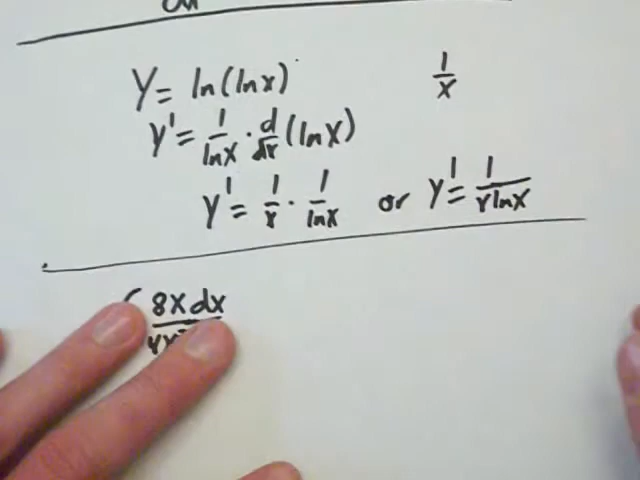 y = ln(ln x)    1/x
y' = 1/ln x · d/dx (ln x)
y' = 1/x · 1/ln x   or   y' = 1/(x ln x)
8x dx